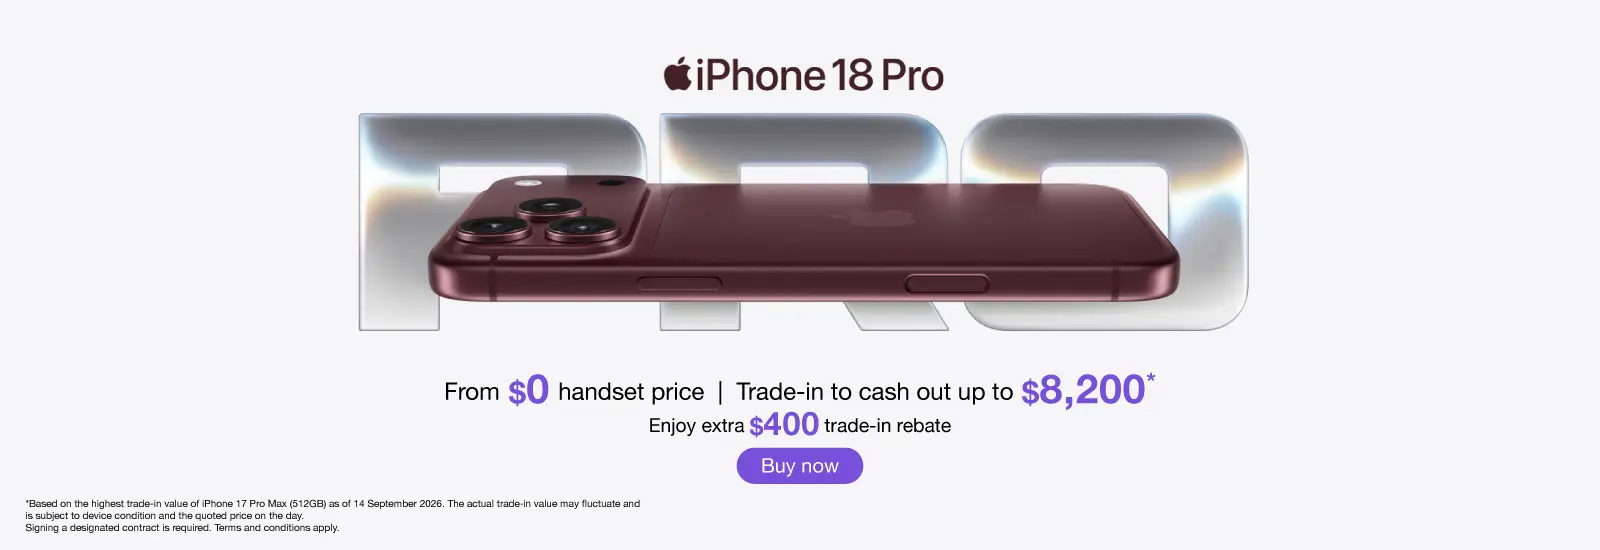 iPhone 18 Pro
PRO
From $0 handset price | Trade-in to cash out up to $8,200*
Enjoy extra $400 trade-in rebate
Buy now
*Based on the highest trade-in value of iPhone 17 Pro Max (512GB) as of 14 September 2026. The actual trade-in value may fluctuate and
is subject to device condition and the quoted price on the day.
Signing a designated contract is required. Terms and conditions apply.